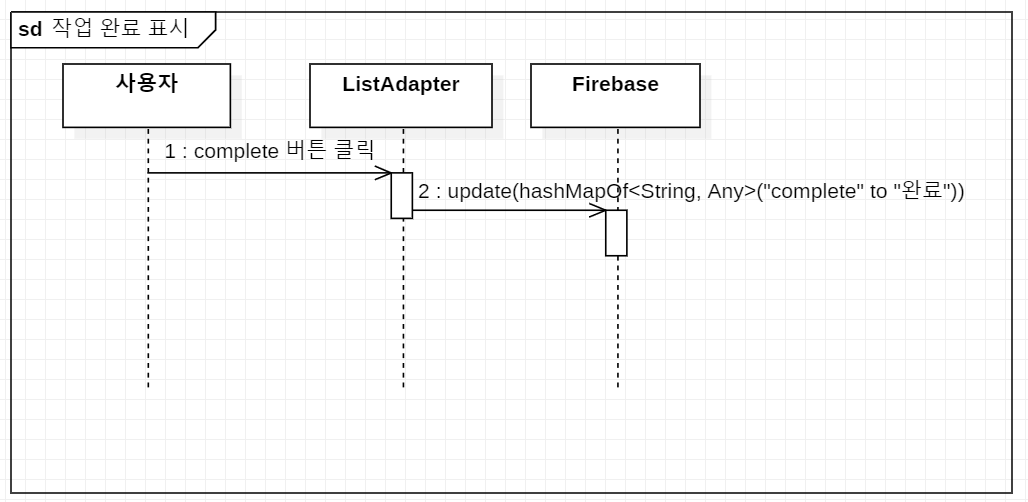 sd 작업 완료 표시
사용자
ListAdapter
Firebase
1 : complete 버튼 클릭
2 : update(hashMapOf<String, Any>("complete" to "완료"))